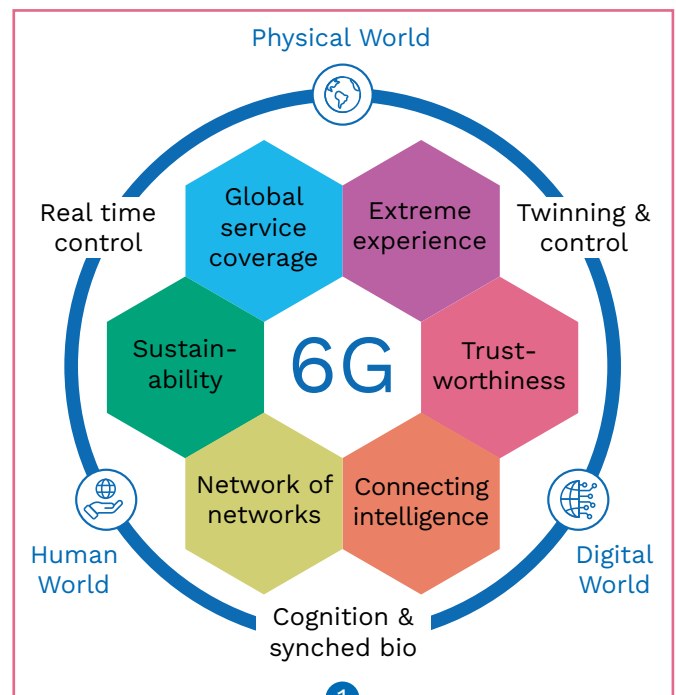 Physical World
Real time
control
Global
service
coverage
Extreme
experience
Twinning &
control
Sustain-
ability
6G
Trust-
worthiness
Network of
networks
Connecting
intelligence
Human
World
Digital
World
Cognition &
synched bio
1